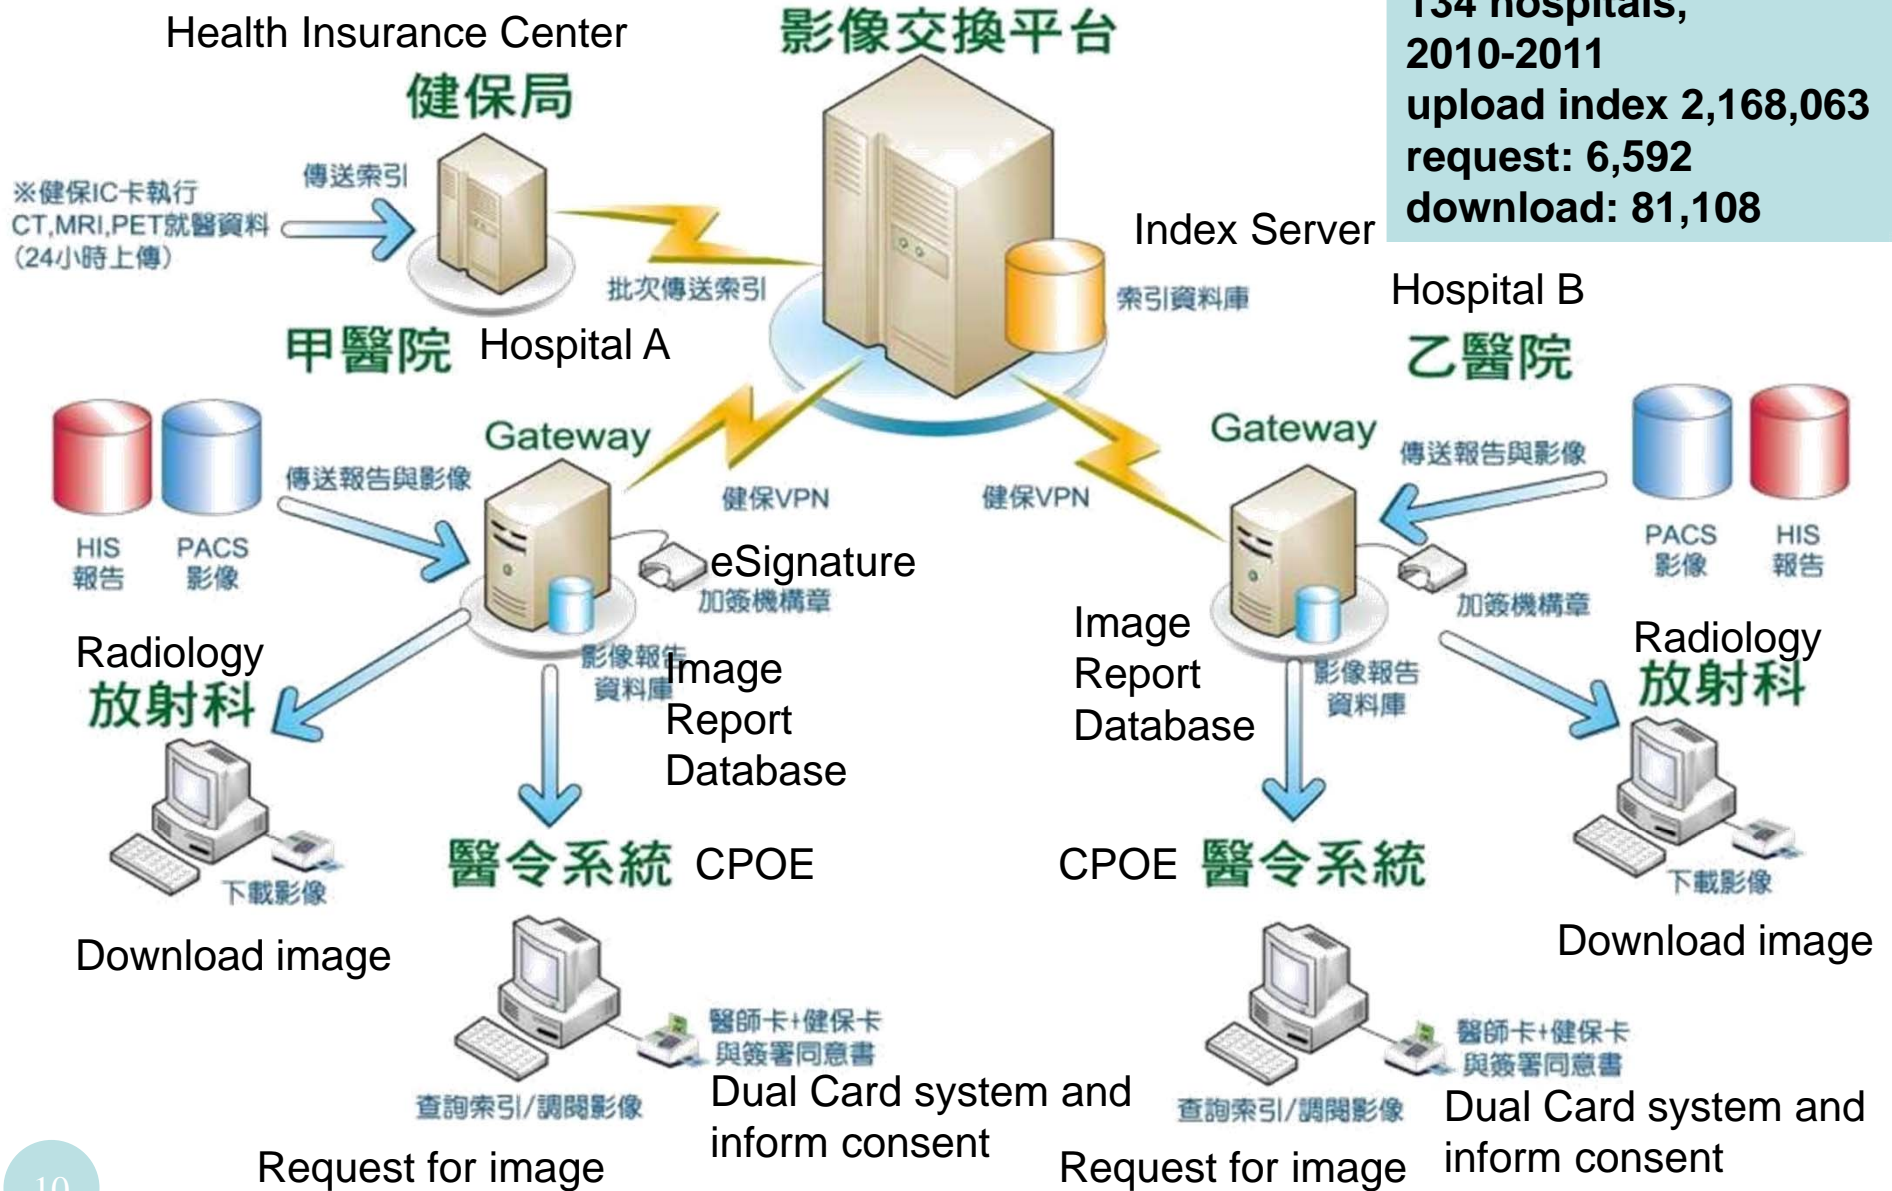 Health Insurance Center
健保局
影像交換平台
134 hospitals,
2010-2011
upload index 2,168,063
request: 6,592
download: 81,108
※健保IC卡執行
CT,MRI,PET就醫資料
(24小時上傳)
傳送索引
批次傳送索引
Index Server
索引資料庫
甲醫院 Hospital A
Hospital B
乙醫院
Gateway
傳送報告與影像
健保VPN
HIS
報告
PACS
影像
eSignature
加簽機構章
影像報告
資料庫
Image
Report
Database
Radiology
放射科
下載影像
Download image
醫令系統 CPOE
醫師卡+健保卡
與簽署同意書
查詢索引/調閱影像
Dual Card system and
inform consent
Request for image
Gateway
傳送報告與影像
健保VPN
PACS
影像
HIS
報告
加簽機構章
Image
Report
Database
影像報告
資料庫
Radiology
放射科
下載影像
Download image
CPOE 醫令系統
醫師卡+健保卡
與簽署同意書
查詢索引/調閱影像
Dual Card system and
inform consent
Request for image
10